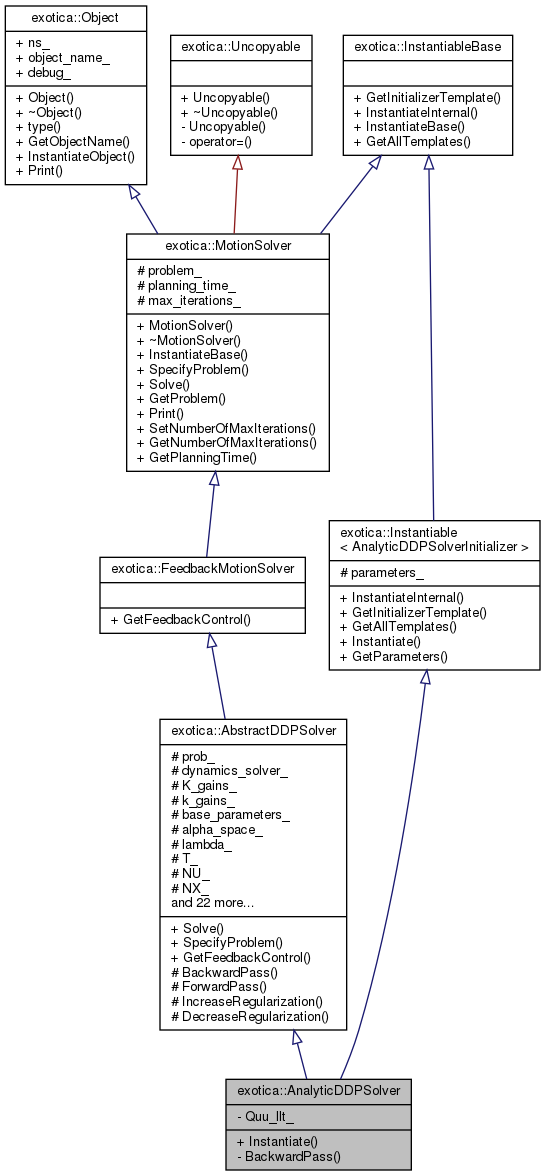 exotica::Object
+ ns_
+ object_name_
+ debug_
+ Object()
+ ~Object()
+ type()
+ GetObjectName()
+ InstantiateObject()
+ Print()
exotica::Uncopyable
+ Uncopyable()
+ ~Uncopyable()
- Uncopyable()
- operator=()
exotica::InstantiableBase
+ GetInitializerTemplate()
+ InstantiateInternal()
+ InstantiateBase()
+ GetAllTemplates()
exotica::MotionSolver
# problem_
# planning_time_
# max_iterations_
+ MotionSolver()
+ ~MotionSolver()
+ InstantiateBase()
+ SpecifyProblem()
+ Solve()
+ GetProblem()
+ Print()
+ SetNumberOfMaxIterations()
+ GetNumberOfMaxIterations()
+ GetPlanningTime()
exotica::Instantiable
< AnalyticDDPSolverInitializer >
# parameters_
+ InstantiateInternal()
+ GetInitializerTemplate()
+ GetAllTemplates()
+ Instantiate()
+ GetParameters()
exotica::FeedbackMotionSolver
+ GetFeedbackControl()
exotica::AbstractDDPSolver
# prob_
# dynamics_solver_
# K_gains_
# k_gains_
# base_parameters_
# alpha_space_
# lambda_
# T_
# NU_
# NX_
and 22 more...
+ Solve()
+ SpecifyProblem()
+ GetFeedbackControl()
# BackwardPass()
# ForwardPass()
# IncreaseRegularization()
# DecreaseRegularization()
exotica::AnalyticDDPSolver
- Quu_llt_
+ Instantiate()
- BackwardPass()